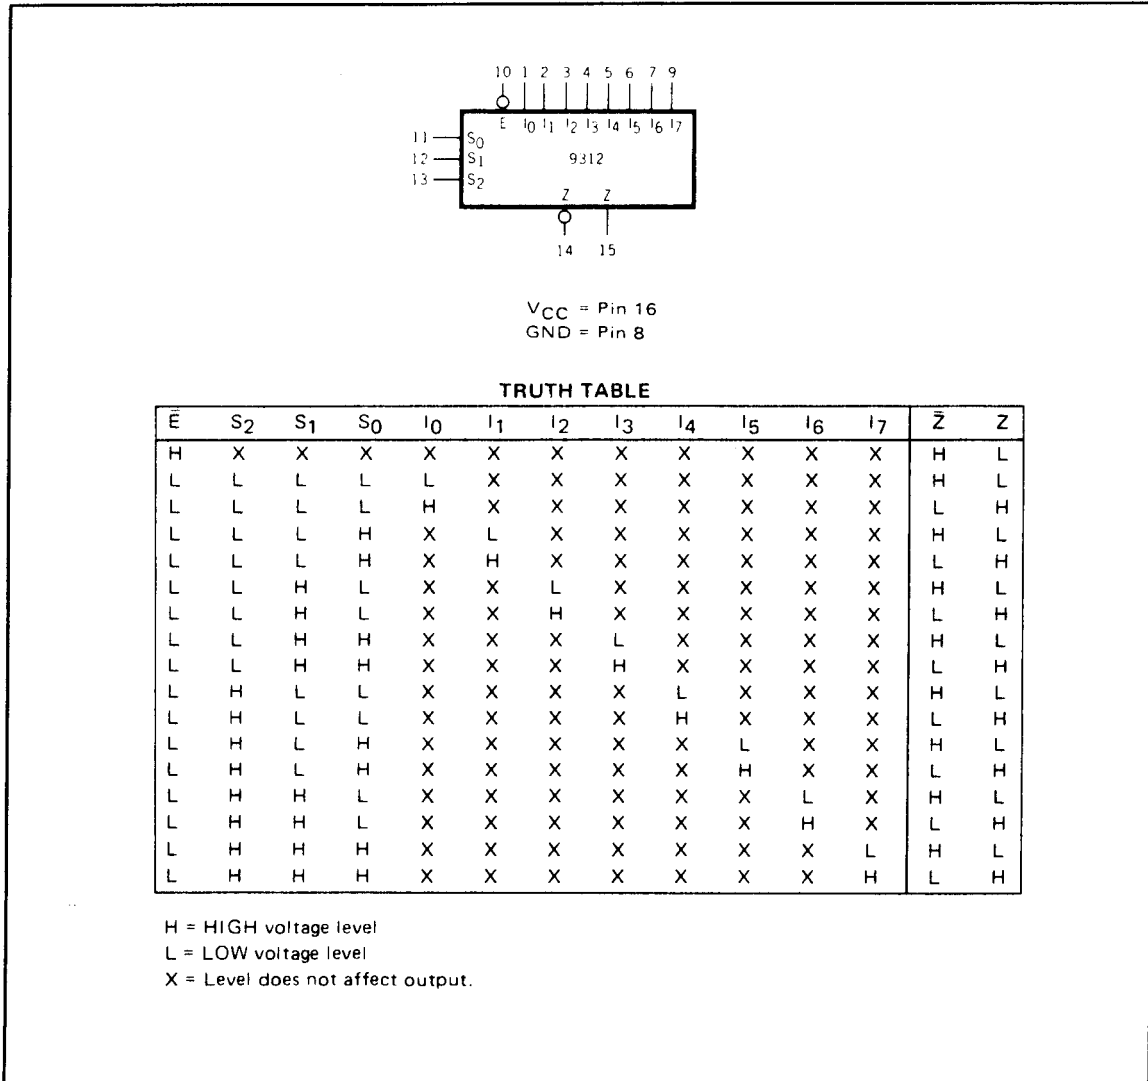 10 1 2 3 4 5 6 7 9
E I0 I1 I2 I3 I4 I5 I6 I7
11 S0
12 S1 9312
13 S2
Z Z
14 15
VCC = Pin 16
GND = Pin 8
TRUTH TABLE
Ē S2 S1 S0 I0 I1 I2 I3 I4 I5 I6 I7 Z̄ Z
H X X X X X X X X X X X H L
L L L L L X X X X X X X H L
L L L L H X X X X X X X L H
L L L H X L X X X X X X H L
L L L H X H X X X X X X L H
L L H L X X L X X X X X H L
L L H L X X H X X X X X L H
L L H H X X X L X X X X H L
L L H H X X X H X X X X L H
L H L L X X X X L X X X H L
L H L L X X X X H X X X L H
L H L H X X X X X L X X H L
L H L H X X X X X H X X L H
L H H L X X X X X X L X H L
L H H L X X X X X X H X L H
L H H H X X X X X X X L H L
L H H H X X X X X X X H L H
H = HIGH voltage level
L = LOW voltage level
X = Level does not affect output.